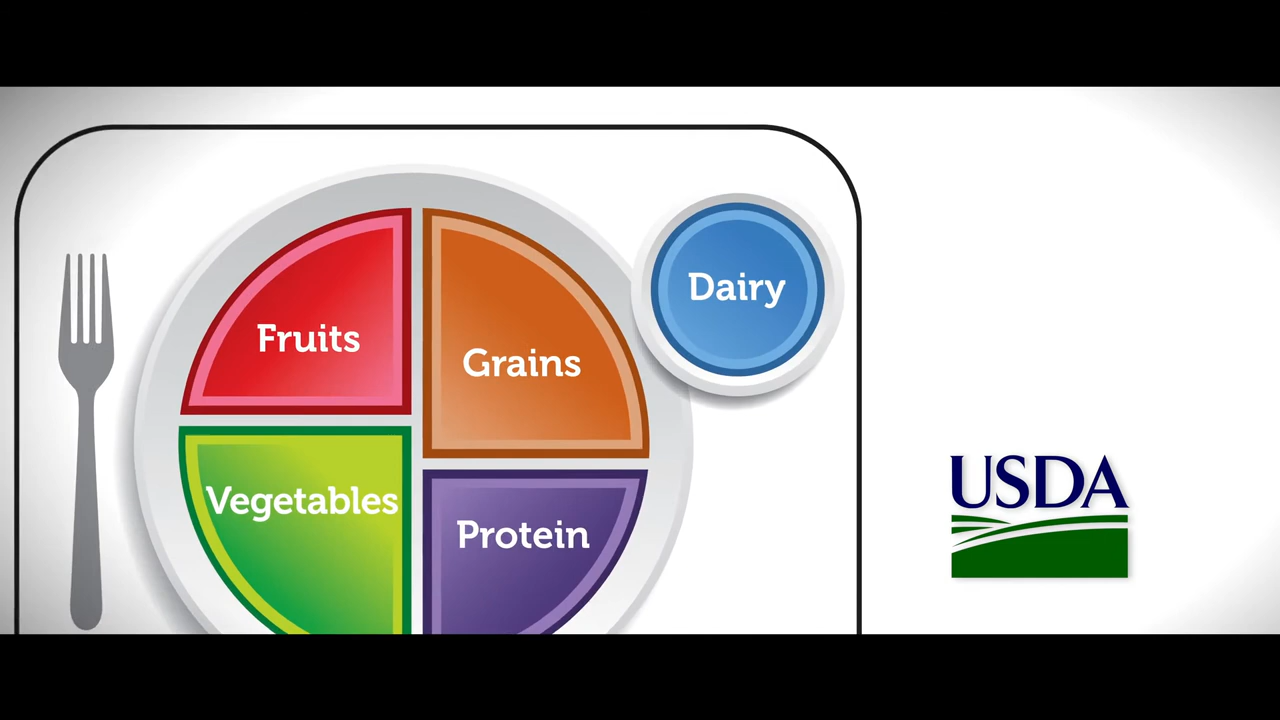 Dairy
Fruits
Grains
Vegetables
Protein
USDA